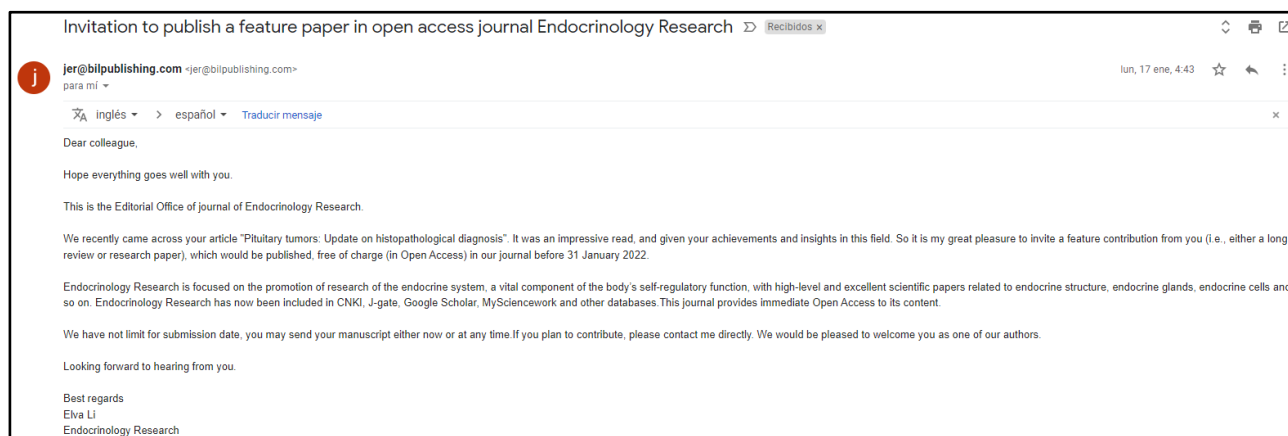 Invitation to publish a feature paper in open access journal Endocrinology Research Recibidos x
j
jer@bilpublishing.com <jer@bilpublishing.com> lun, 17 ene, 4:43
para mí
inglés > español Traducir mensaje x
Dear colleague,
Hope everything goes well with you.
This is the Editorial Office of journal of Endocrinology Research.
We recently came across your article "Pituitary tumors: Update on histopathological diagnosis". It was an impressive read, and given your achievements and insights in this field. So it is my great pleasure to invite a feature contribution from you (i.e., either a long
review or research paper), which would be published, free of charge (in Open Access) in our journal before 31 January 2022.
Endocrinology Research is focused on the promotion of research of the endocrine system, a vital component of the body's self-regulatory function, with high-level and excellent scientific papers related to endocrine structure, endocrine glands, endocrine cells and
so on. Endocrinology Research has now been included in CNKI, J-gate, Google Scholar, MySciencework and other databases.This journal provides immediate Open Access to its content.
We have not limit for submission date, you may send your manuscript either now or at any time.If you plan to contribute, please contact me directly. We would be pleased to welcome you as one of our authors.
Looking forward to hearing from you.
Best regards
Elva Li
Endocrinology Research